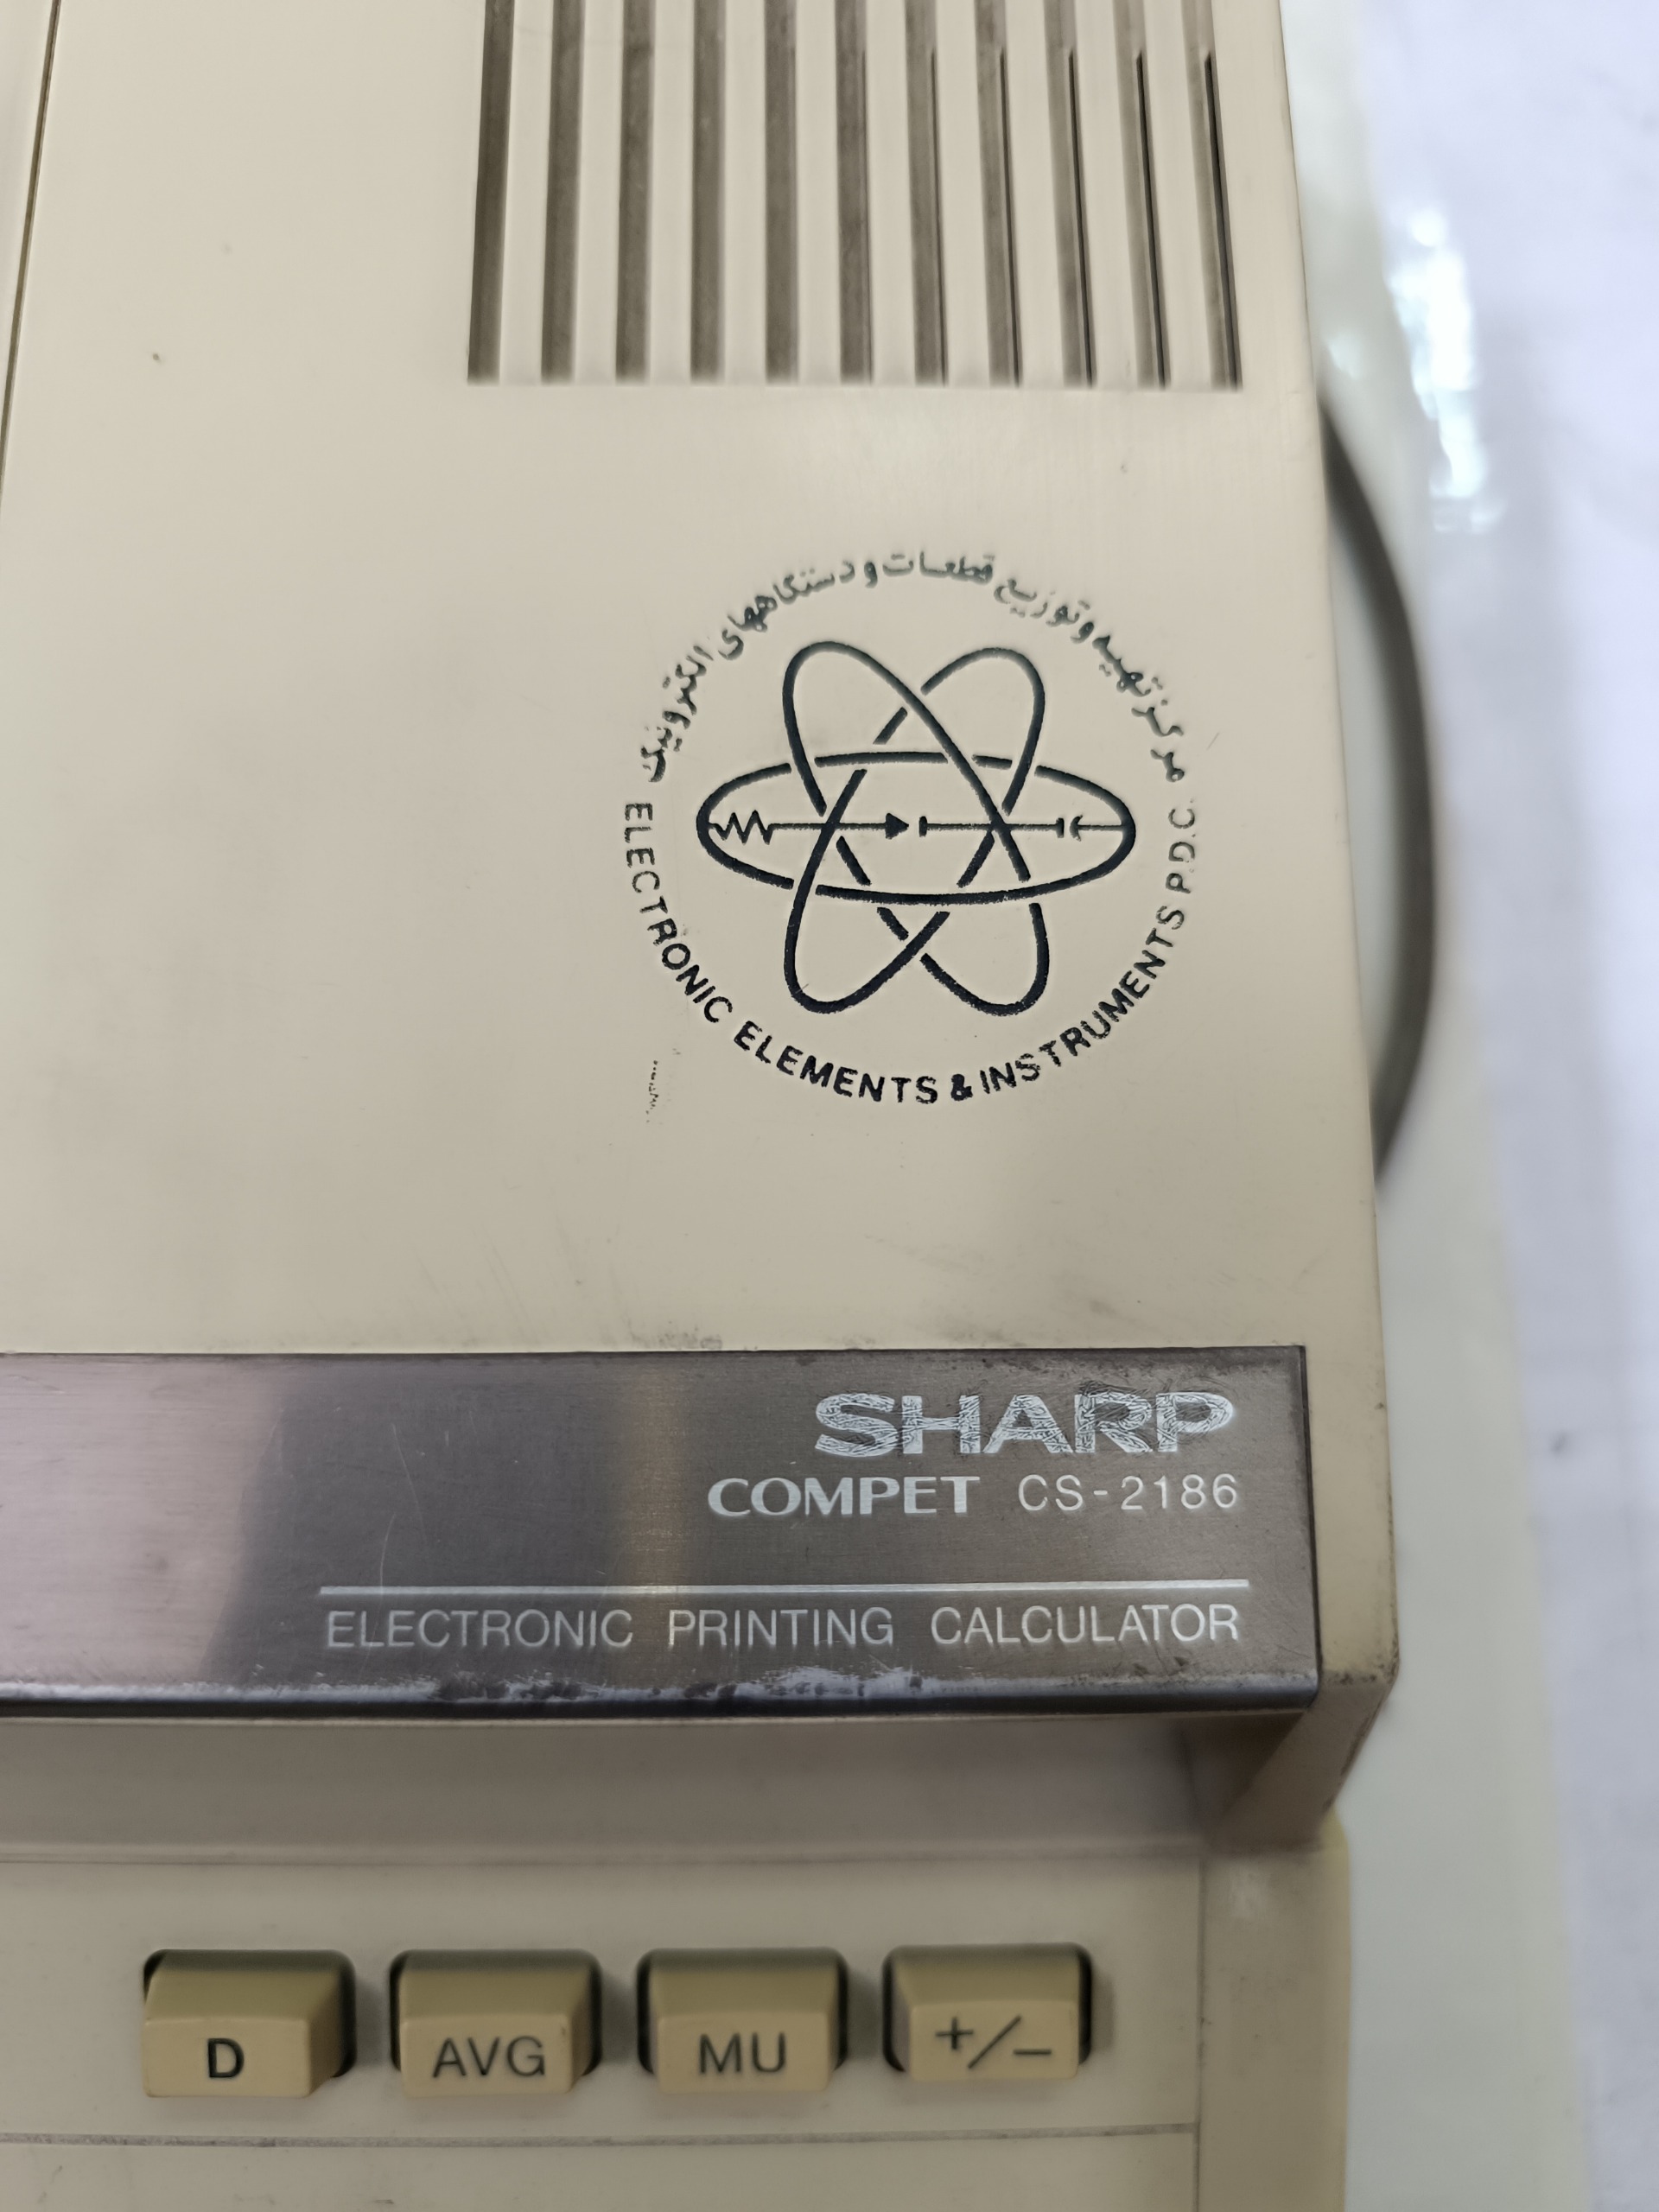 مرکز تهیه و توزیع قطعات و دستگاههای الکترونیک
ELECTRONIC ELEMENTS & INSTRUMENTS P.D.C.
SHARP
COMPET CS-2186
ELECTRONIC PRINTING CALCULATOR
D AVG MU +/−